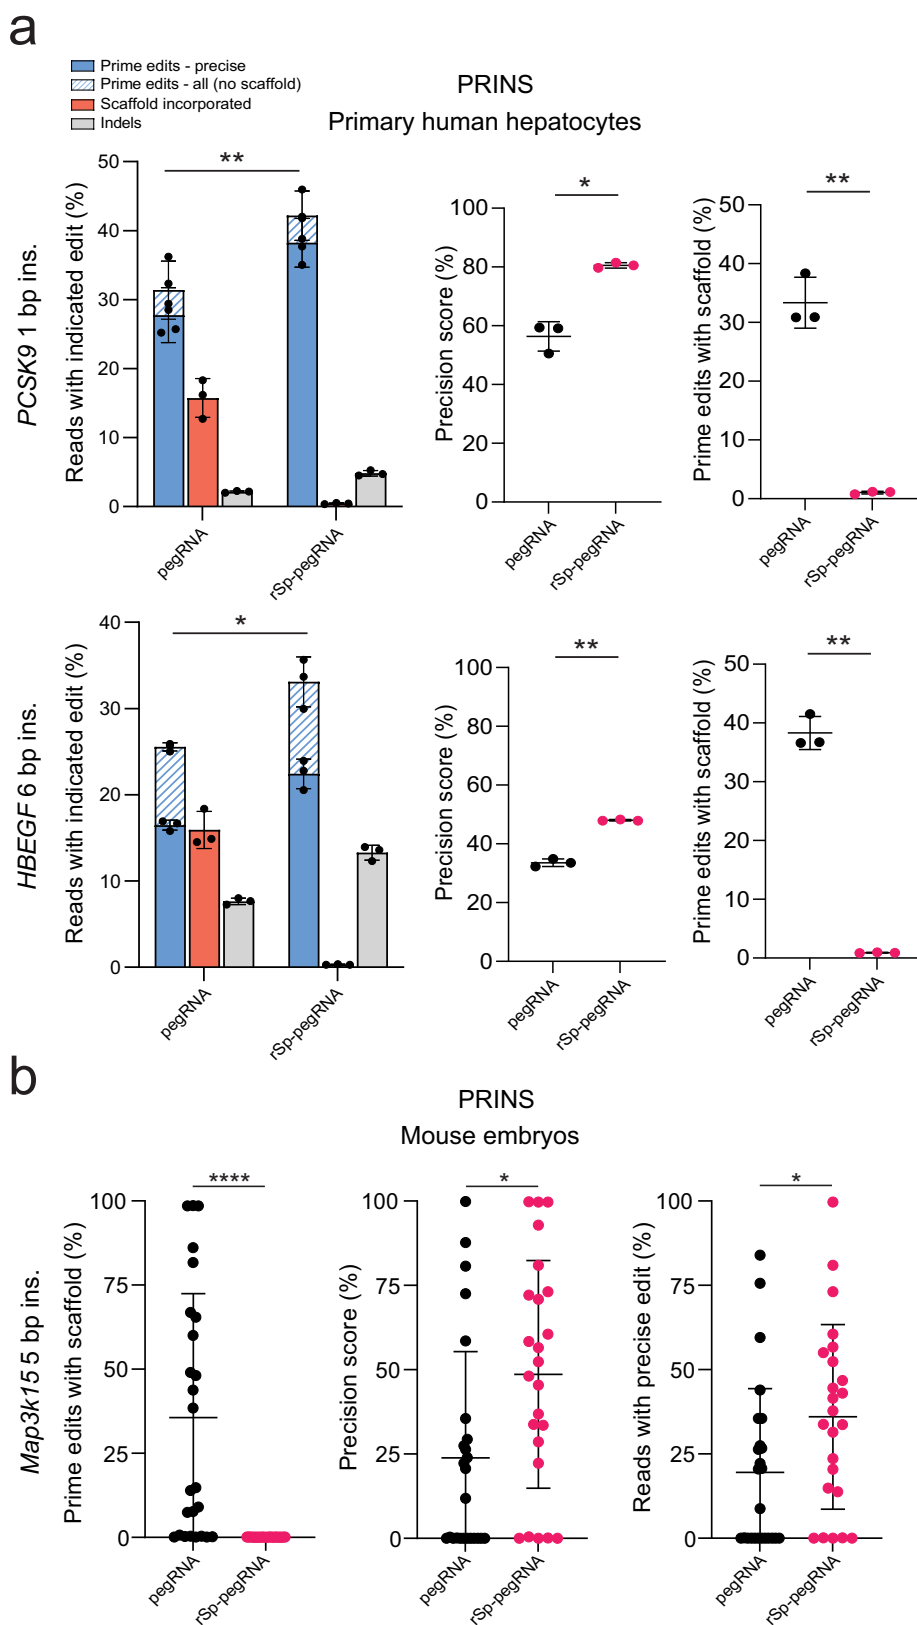 a
Prime edits - precise
Prime edits - all (no scaffold)
Scaffold incorporated
Indels
PRINS
Primary human hepatocytes
PCSK9 1 bp ins.
Reads with indicated edit (%)
50
40
30
20
10
0
**
pegRNA
rSp-pegRNA
Precision score (%)
100
80
60
40
20
0
*
pegRNA
rSp-pegRNA
Prime edits with scaffold (%)
50
40
30
20
10
0
**
pegRNA
rSp-pegRNA
HBEGF 6 bp ins.
Reads with indicated edit (%)
40
30
20
10
0
*
pegRNA
rSp-pegRNA
Precision score (%)
100
80
60
40
20
0
**
pegRNA
rSp-pegRNA
Prime edits with scaffold (%)
50
40
30
20
10
0
**
pegRNA
rSp-pegRNA
b
PRINS
Mouse embryos
Map3k15 5 bp ins.
Prime edits with scaffold (%)
100
75
50
25
0
****
pegRNA
rSp-pegRNA
Precision score (%)
100
75
50
25
0
*
pegRNA
rSp-pegRNA
Reads with precise edit (%)
100
75
50
25
0
*
pegRNA
rSp-pegRNA